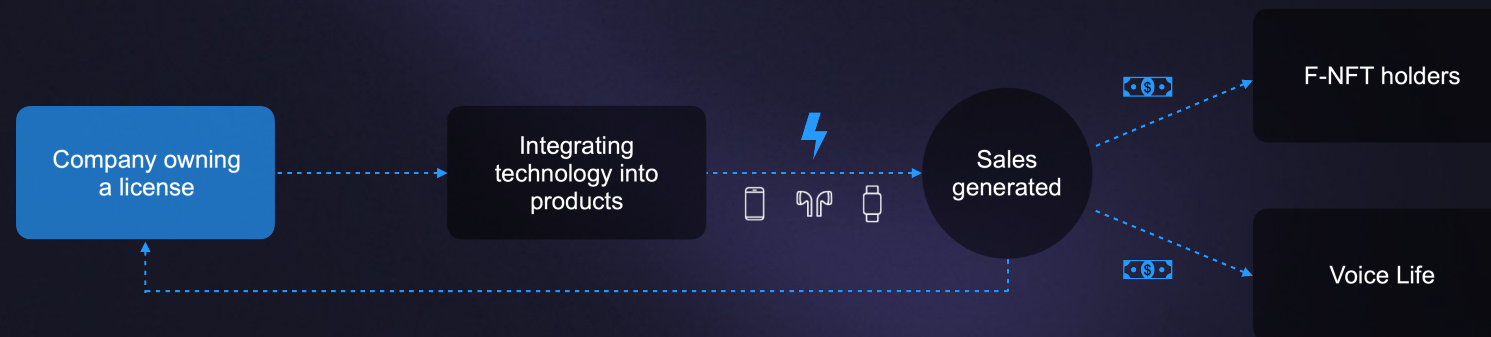 Company owning
a license
Integrating
technology into
products
Sales
generated
$
F-NFT holders
$
Voice Life